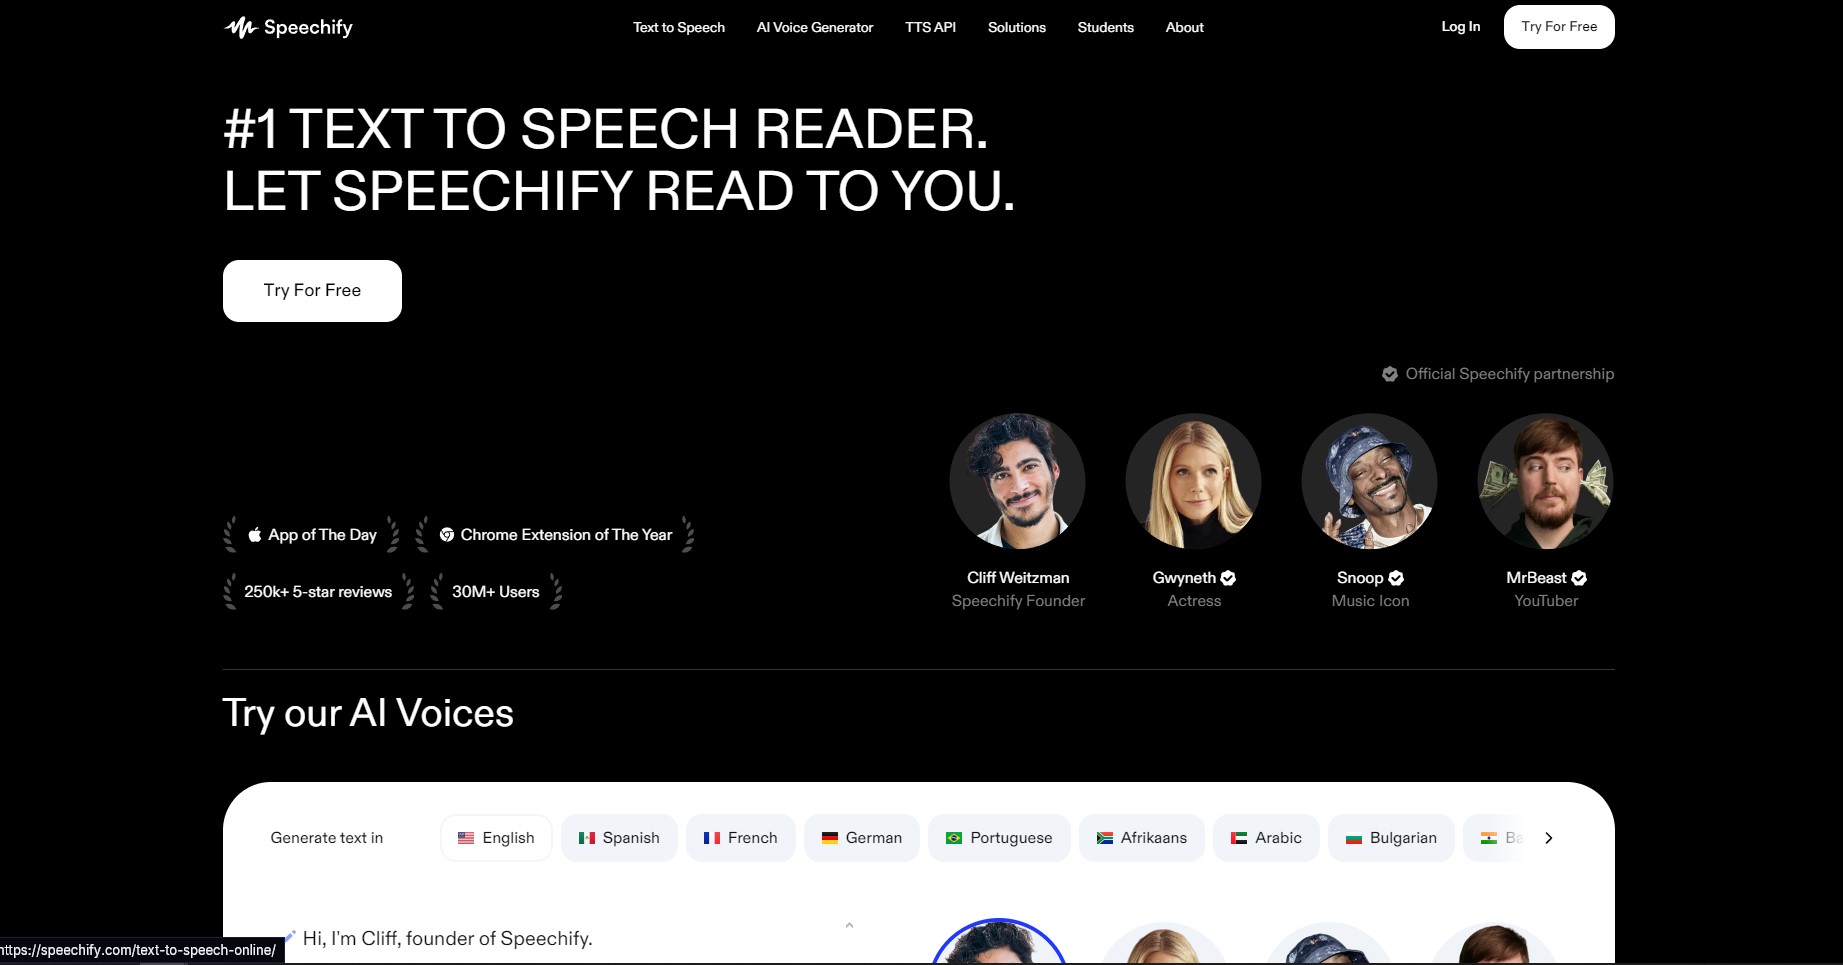 Speechify
Text to Speech
AI Voice Generator
TTS API
Solutions
Students
About
Log In
Try For Free
#1 TEXT TO SPEECH READER.
LET SPEECHIFY READ TO YOU.
Try For Free
Official Speechify partnership
App of The Day
Chrome Extension of The Year
250k+ 5-star reviews
30M+ Users
Cliff Weitzman
Speechify Founder
Gwyneth
Actress
Snoop
Music Icon
MrBeast
YouTuber
Try our AI Voices
Generate text in
English
Spanish
French
German
Portuguese
Afrikaans
Arabic
Bulgarian
Ba
Hi, I'm Cliff, founder of Speechify.
https://speechify.com/text-to-speech-online/